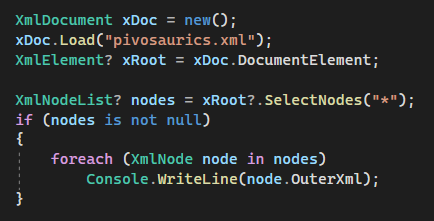 XmlDocument xDoc = new();
xDoc.Load("pivosaurics.xml");
XmlElement? xRoot = xDoc.DocumentElement;
XmlNodeList? nodes = xRoot?.SelectNodes("*");
if (nodes is not null)
{
    foreach (XmlNode node in nodes)
        Console.WriteLine(node.OuterXml);
}